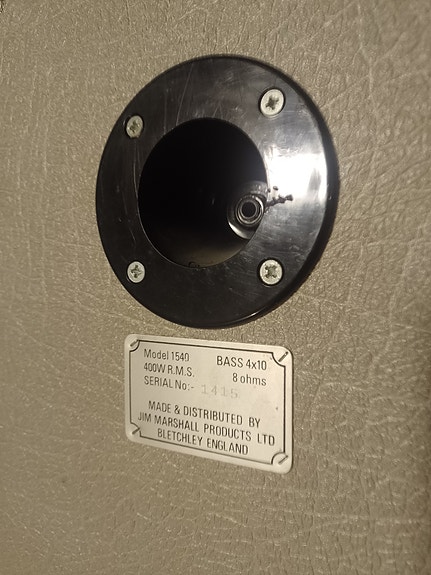 Model 1540 BASS 4x10
400W R.M.S. 8 ohms
SERIAL No:- 1415
MADE & DISTRIBUTED BY
JIM MARSHALL PRODUCTS LTD
BLETCHLEY ENGLAND